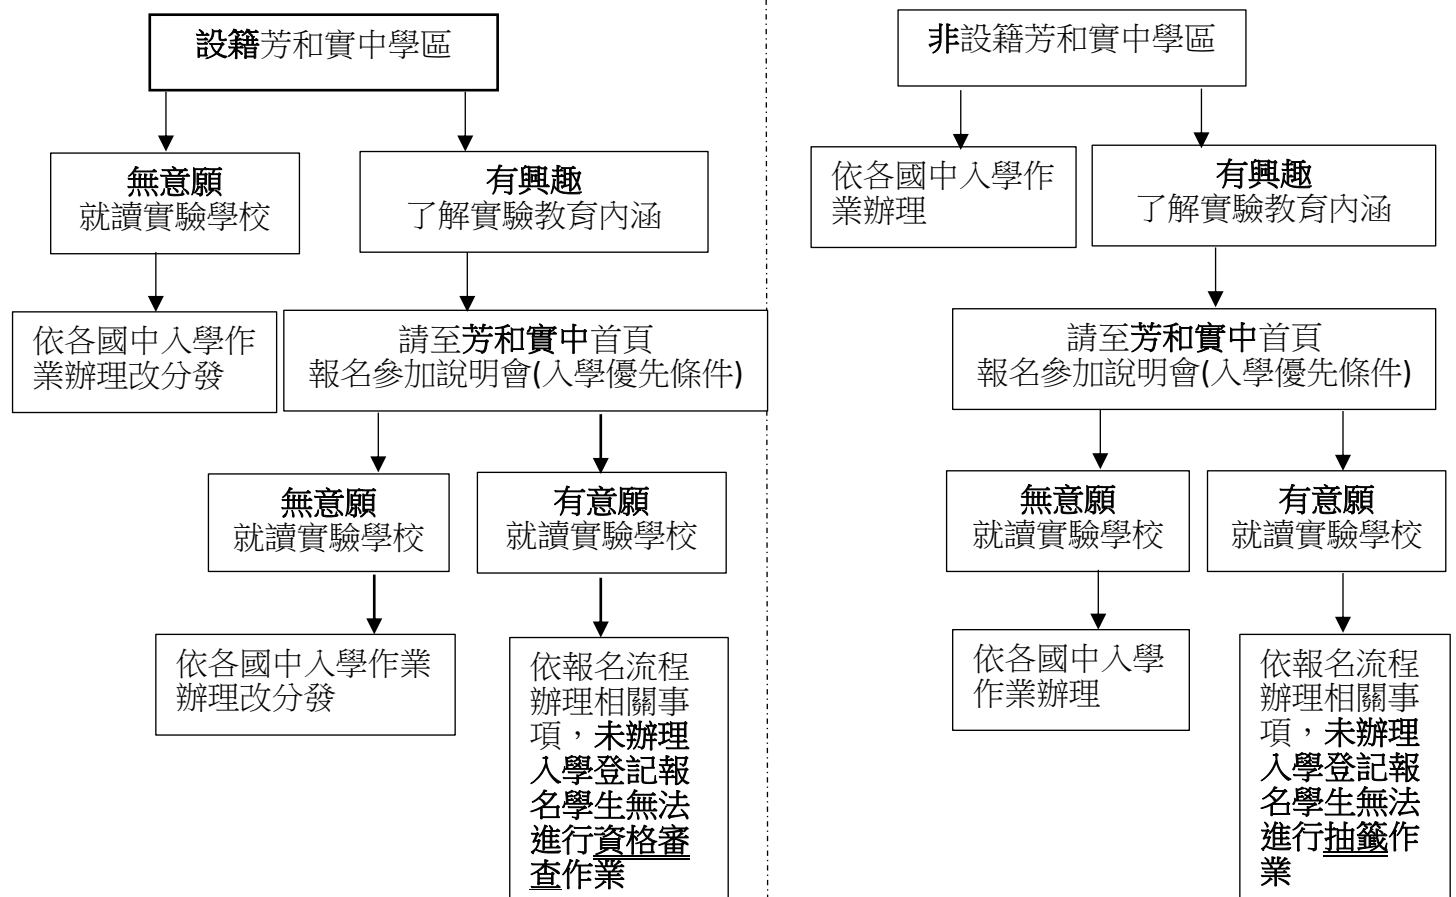 設籍芳和實中學區
無意願
就讀實驗學校
有興趣
了解實驗教育內涵
依各國中入學作
業辦理改分發
請至芳和實中首頁
報名參加說明會(入學優先條件)
無意願
就讀實驗學校
有意願
就讀實驗學校
依各國中入學作業
辦理改分發
依報名流程
辦理相關事
項，未辦理
入學登記報
名學生無法
進行資格審
查作業
非設籍芳和實中學區
依各國中入學作
業辦理
有興趣
了解實驗教育內涵
請至芳和實中首頁
報名參加說明會(入學優先條件)
無意願
就讀實驗學校
有意願
就讀實驗學校
依各國中入學
作業辦理
依報名流程
辦理相關事
項，未辦理
入學登記報
名學生無法
進行抽籤作
業